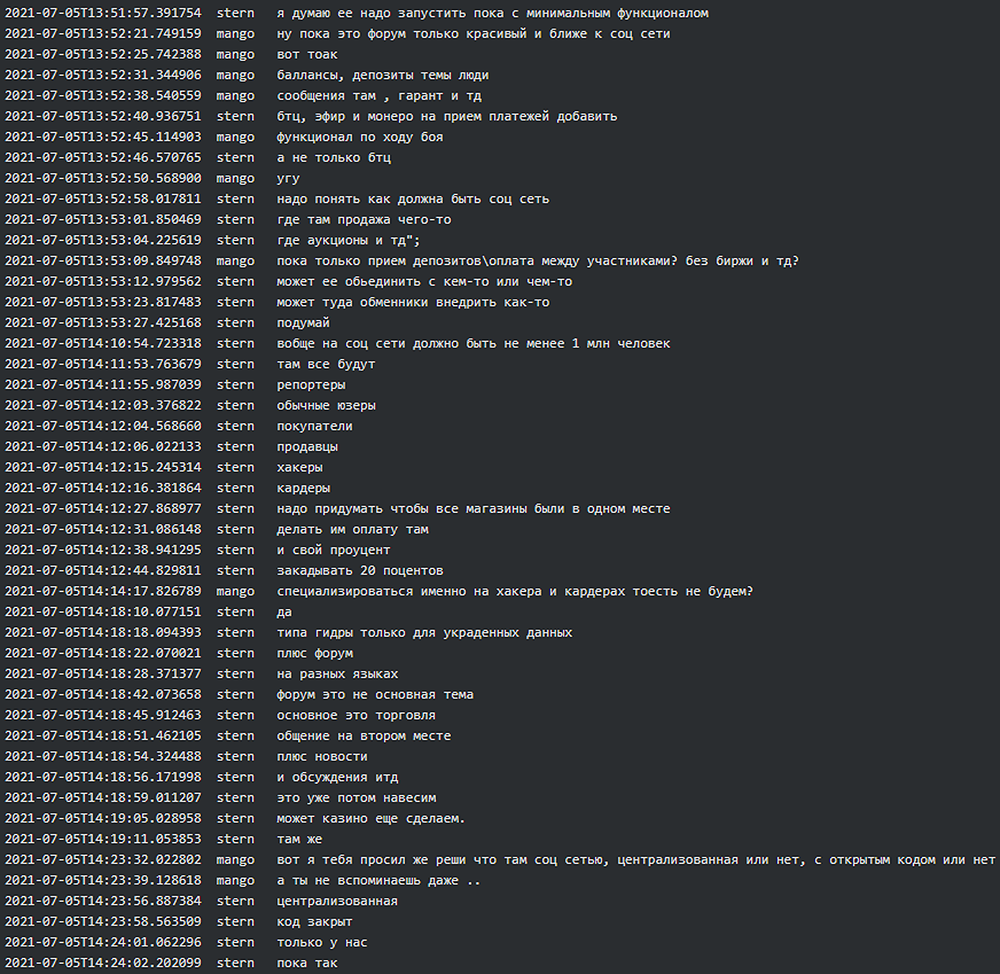 2021-07-05T13:51:57.391754 stern я думаю ее надо запустить пока с минимальным функционалом
2021-07-05T13:52:21.749159 mango ну пока это форум только красивый и ближе к соц сети
2021-07-05T13:52:25.742388 mango вот тоак
2021-07-05T13:52:31.344906 mango баллансы, депозиты темы люди
2021-07-05T13:52:38.540559 mango сообщения там , гарант и тд
2021-07-05T13:52:40.936751 stern бтц, эфир и монеро на прием платежей добавить
2021-07-05T13:52:45.114903 mango функционал по ходу боя
2021-07-05T13:52:46.570765 stern а не только бтц
2021-07-05T13:52:50.568900 mango угу
2021-07-05T13:52:58.017811 stern надо понять как должна быть соц сеть
2021-07-05T13:53:01.850469 stern где там продажа чего-то
2021-07-05T13:53:04.225619 stern где аукционы и тд";
2021-07-05T13:53:09.849748 mango пока только прием депозитов\оплата между участниками? без биржи и тд?
2021-07-05T13:53:12.979562 stern может ее обьединить с кем-то или чем-то
2021-07-05T13:53:23.817483 stern может туда обменники внедрить как-то
2021-07-05T13:53:27.425168 stern подумай
2021-07-05T14:10:54.723318 stern вобще на соц сети должно быть не менее 1 млн человек
2021-07-05T14:11:53.763679 stern там все будут
2021-07-05T14:11:55.987039 stern репортеры
2021-07-05T14:12:03.376822 stern обычные юзеры
2021-07-05T14:12:04.568660 stern покупатели
2021-07-05T14:12:06.022133 stern продавцы
2021-07-05T14:12:15.245314 stern хакеры
2021-07-05T14:12:16.381864 stern кардеры
2021-07-05T14:12:27.868977 stern надо придумать чтобы все магазины были в одном месте
2021-07-05T14:12:31.086148 stern делать им оплату там
2021-07-05T14:12:38.941295 stern и свой проуцент
2021-07-05T14:12:44.829811 stern закадывать 20 поцентов
2021-07-05T14:14:17.826789 mango специализироваться именно на хакера и кардерах тоесть не будем?
2021-07-05T14:18:10.077151 stern да
2021-07-05T14:18:18.094393 stern типа гидры только для украденных данных
2021-07-05T14:18:22.070021 stern плюс форум
2021-07-05T14:18:28.371377 stern на разных языках
2021-07-05T14:18:42.073658 stern форум это не основная тема
2021-07-05T14:18:45.912463 stern основное это торговля
2021-07-05T14:18:51.462105 stern общение на втором месте
2021-07-05T14:18:54.324488 stern плюс новости
2021-07-05T14:18:56.171998 stern и обсуждения итд
2021-07-05T14:18:59.011207 stern это уже потом навесим
2021-07-05T14:19:05.028958 stern может казино еще сделаем.
2021-07-05T14:19:11.053853 stern там же
2021-07-05T14:23:32.022802 mango вот я тебя просил же реши что там соц сетью, централизованная или нет, с открытым кодом или нет
2021-07-05T14:23:39.128618 mango а ты не вспоминаешь даже ..
2021-07-05T14:23:56.887384 stern централизованная
2021-07-05T14:23:58.563509 stern код закрыт
2021-07-05T14:24:01.062296 stern только у нас
2021-07-05T14:24:02.202099 stern пока так